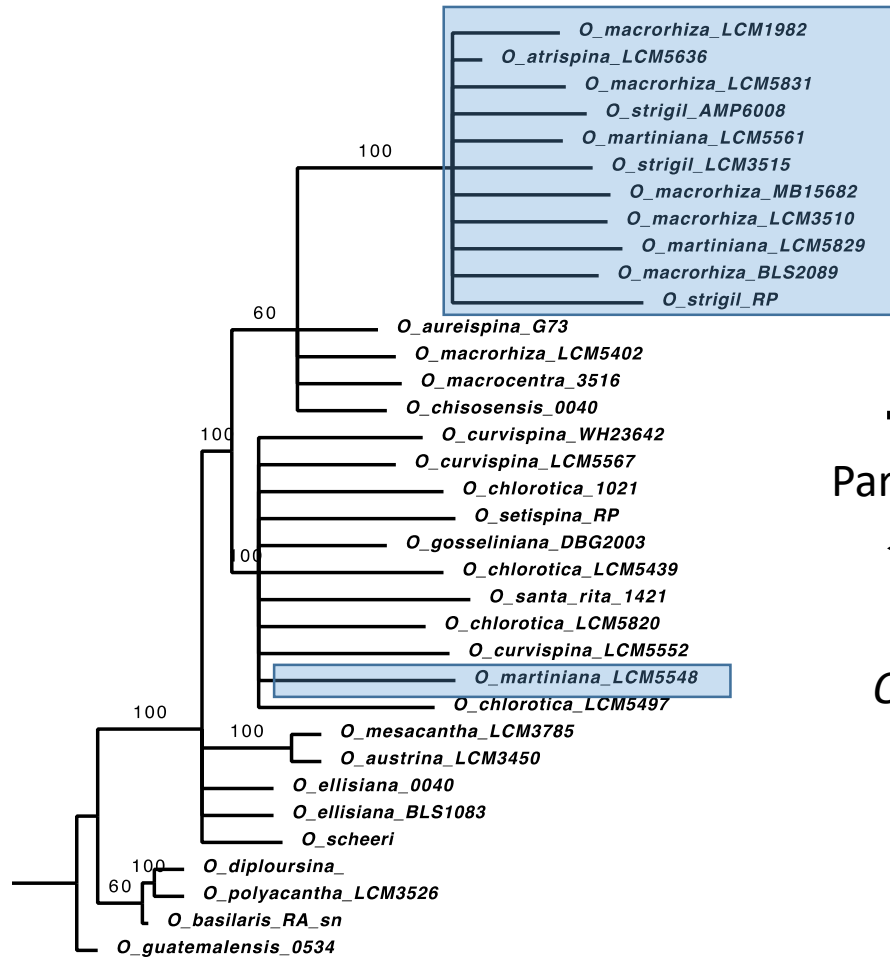 O_macrorhiza_LCM1982
O_atrispina_LCM5636
O_macrorhiza_LCM5831
O_strigil_AMP6008
O_martiniana_LCM5561
100
O_strigil_LCM3515
O_macrorhiza_MB15682
O_macrorhiza_LCM3510
O_martiniana_LCM5829
O_macrorhiza_BLS2089
O_strigil_RP
60
O_aureispina_G73
O_macrorhiza_LCM5402
O_macrocentra_3516
O_chisosensis_0040
100
O_curvispina_WH23642
O_curvispina_LCM5567
O_chlorotica_1021
Par
O_setispina_RP
O_gosseliniana_DBG2003
100
O_chlorotica_LCM5439
O_santa_rita_1421
O_chlorotica_LCM5820
O_curvispina_LCM5552
O_martiniana_LCM5548
O_chlorotica_LCM5497
100
100
O_mesacantha_LCM3785
O_austrina_LCM3450
O_ellisiana_0040
O_ellisiana_BLS1083
O_scheeri
100
O_diploursina_
60
O_polyacantha_LCM3526
O_basilaris_RA_sn
O_guatemalensis_0534